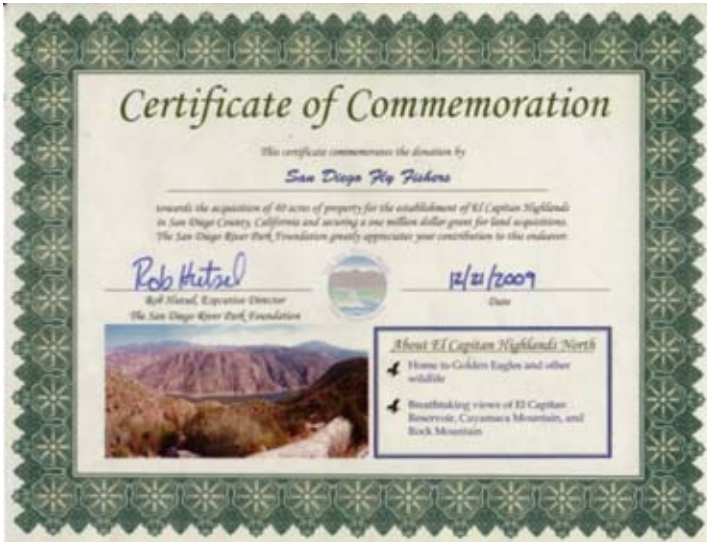 Certificate of Commemoration
This certificate commemorates the donation by
San Diego Fly Fishers
towards the acquisition of 40 acres of property for the establishment of El Capitan Highlands
in San Diego County, California and securing a one million dollar grant for land acquisitions.
The San Diego River Park Foundation greatly appreciates your contribution to this endeavor.
Rob Hutsel
12/21/2009
Rob Hutsel, Executive Director
Date
The San Diego River Park Foundation
About El Capitan Highlands North
Home to Golden Eagles and other
wildlife
Breathtaking views of El Capitan
Reservoir, Cuyamaca Mountain, and
Rock Mountain